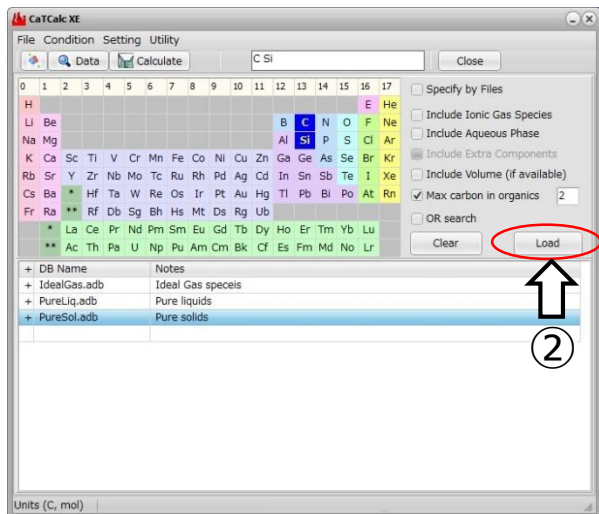 CaTCalc XE
File Condition Setting Utility
Data Calculate C Si Close
0 1 2 3 4 5 6 7 8 9 10 11 12 13 14 15 16 17
H E He
Li Be B C N O F Ne
Na Mg Al Si P S Cl Ar
K Ca Sc Ti V Cr Mn Fe Co Ni Cu Zn Ga Ge As Se Br Kr
Rb Sr Y Zr Nb Mo Tc Ru Rh Pd Ag Cd In Sn Sb Te I Xe
Cs Ba * Hf Ta W Re Os Ir Pt Au Hg Tl Pb Bi Po At Rn
Fr Ra ** Rf Db Sg Bh Hs Mt Ds Rg Ub
* La Ce Pr Nd Pm Sm Eu Gd Tb Dy Ho Er Tm Yb Lu
** Ac Th Pa U Np Pu Am Cm Bk Cf Es Fm Md No Lr
Specify by Files
Include Ionic Gas Species
Include Aqueous Phase
Include Extra Components
Include Volume (if available)
Max carbon in organics 2
OR search
Clear Load
+ DB Name Notes
+ IdealGas.adb Ideal Gas speceis
+ PureLiq.adb Pure liquids
+ PureSol.adb Pure solids
②
Units (C, mol)